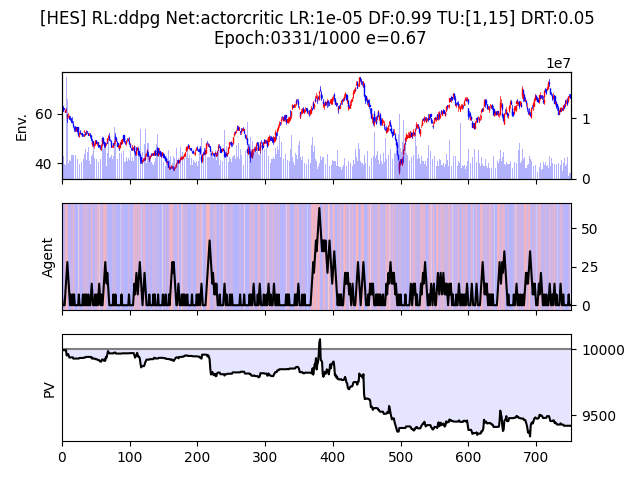 [HES] RL:ddpg Net:actorcritic LR:1e-05 DF:0.99 TU:[1,15] DRT:0.05
Epoch:0331/1000 e=0.67
1e7
Env.
60
40
1
0
Agent
50
25
0
PV
10000
9500
0 100 200 300 400 500 600 700